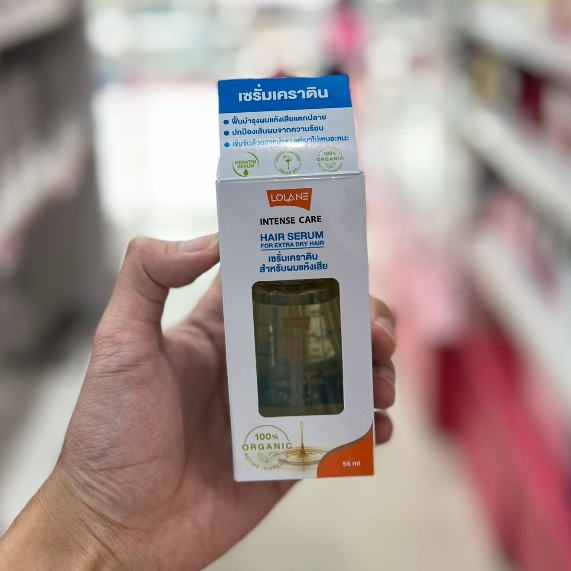 เซรั่มเคราติน
ฟื้นบำรุงผมแห้งเสียแตกปลาย
ปกป้องเส้นผมจากความร้อน
KERATIN SERUM
100% ORGANIC
LOLANE
INTENSE CARE
HAIR SERUM
FOR EXTRA DRY HAIR
เซรั่มเคราติน
สำหรับผมแห้งเสีย
100%
ORGANIC
55 ml